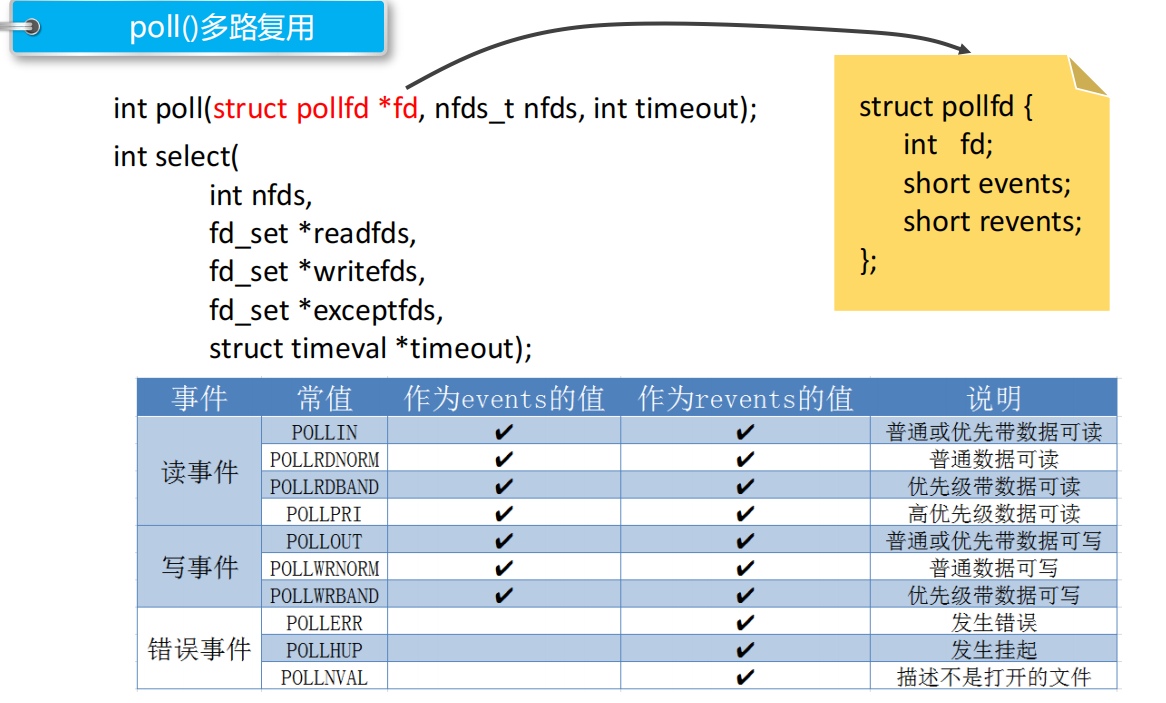 poll()多路复用
int poll(struct pollfd *fd, nfds_t nfds, int timeout);
int select(
int nfds,
fd_set *readfds,
fd_set *writefds,
fd_set *exceptfds,
struct timeval *timeout);
struct pollfd {
int fd;
short events;
short revents;
};
事件 常值 作为events的值 作为revents的值 说明
读事件
POLLIN ✔ ✔ 普通或优先带数据可读
POLLRDNORM ✔ ✔ 普通数据可读
POLLRDBAND ✔ ✔ 优先级带数据可读
POLLPRI ✔ ✔ 高优先级数据可读
写事件
POLLOUT ✔ ✔ 普通或优先带数据可写
POLLWRNORM ✔ ✔ 普通数据可写
POLLWRBAND ✔ ✔ 优先级带数据可写
错误事件
POLLERR ✔ 发生错误
POLLHUP ✔ 发生挂起
POLLNVAL ✔ 描述不是打开的文件